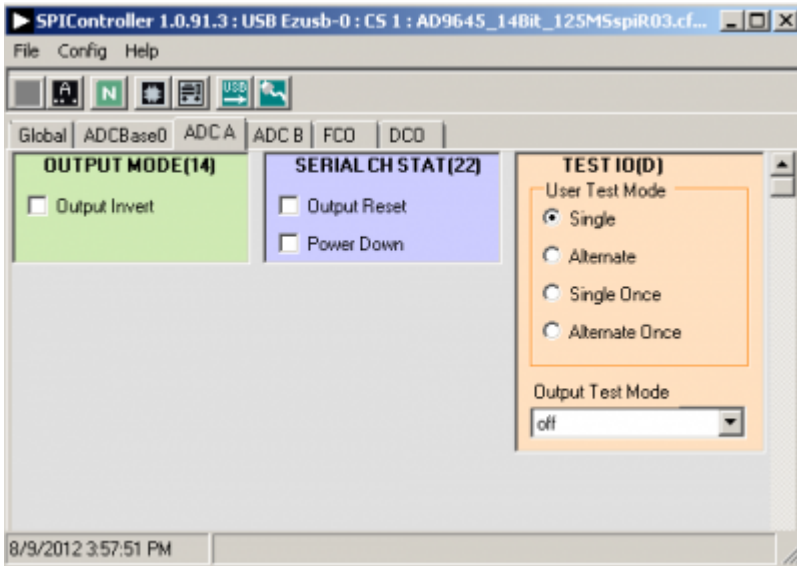 SPIController 1.0.91.3 : USB Ezusb-0 : CS 1 : AD9645_14Bit_125MSspiR03.cf...
File Config Help
A
N
USB
Global ADCBase0 ADC A ADC B FCO DCO
OUTPUT MODE(14)
Output Invert
SERIAL CH STAT(22)
Output Reset
Power Down
TEST IO(D)
User Test Mode
Single
Alternate
Single Once
Alternate Once
Output Test Mode
off
8/9/2012 3:57:51 PM